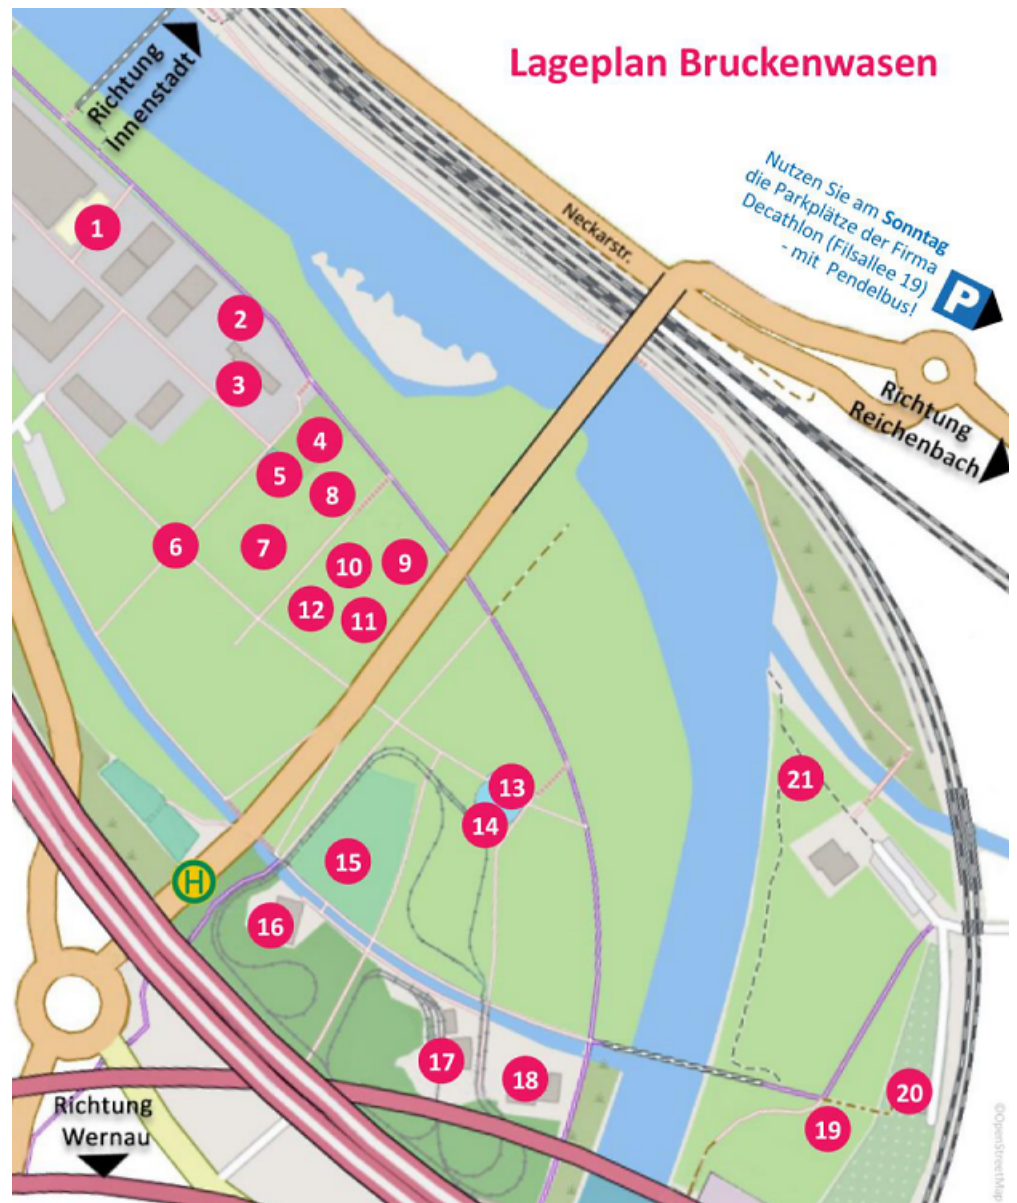 Lageplan Bruckenwasen
Richtung
Innenstadt
Nutzen Sie am Sonntag
die Parkplätze der Firma
Decathlon (Filsallee 19)
- mit Pendelbus!
P
Neckarstr.
Richtung
Reichenbach
1
2
3
4
5
8
6
7
10
9
12
11
13
14
21
15
H
16
17
18
20
19
Richtung
Wernau
©OpenStreetMap